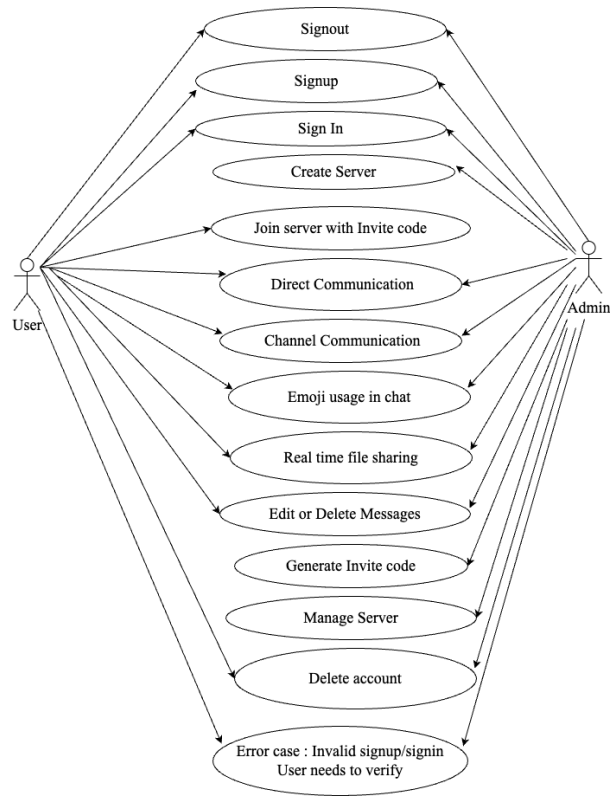 Signout
Signup
Sign In
Create Server
Join server with Invite code
Direct Communication
User
Admin
Channel Communication
Emoji usage in chat
Real time file sharing
Edit or Delete Messages
Generate Invite code
Manage Server
Delete account
Error case : Invalid signup/signin
User needs to verify